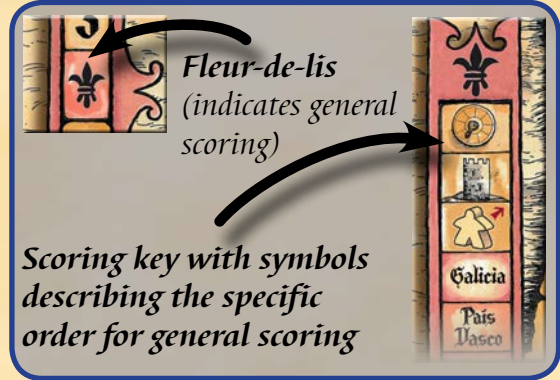 Fleur-de-lis
(indicates general
scoring)
Scoring key with symbols
describing the specific
order for general scoring
Galicia
País
Vasco